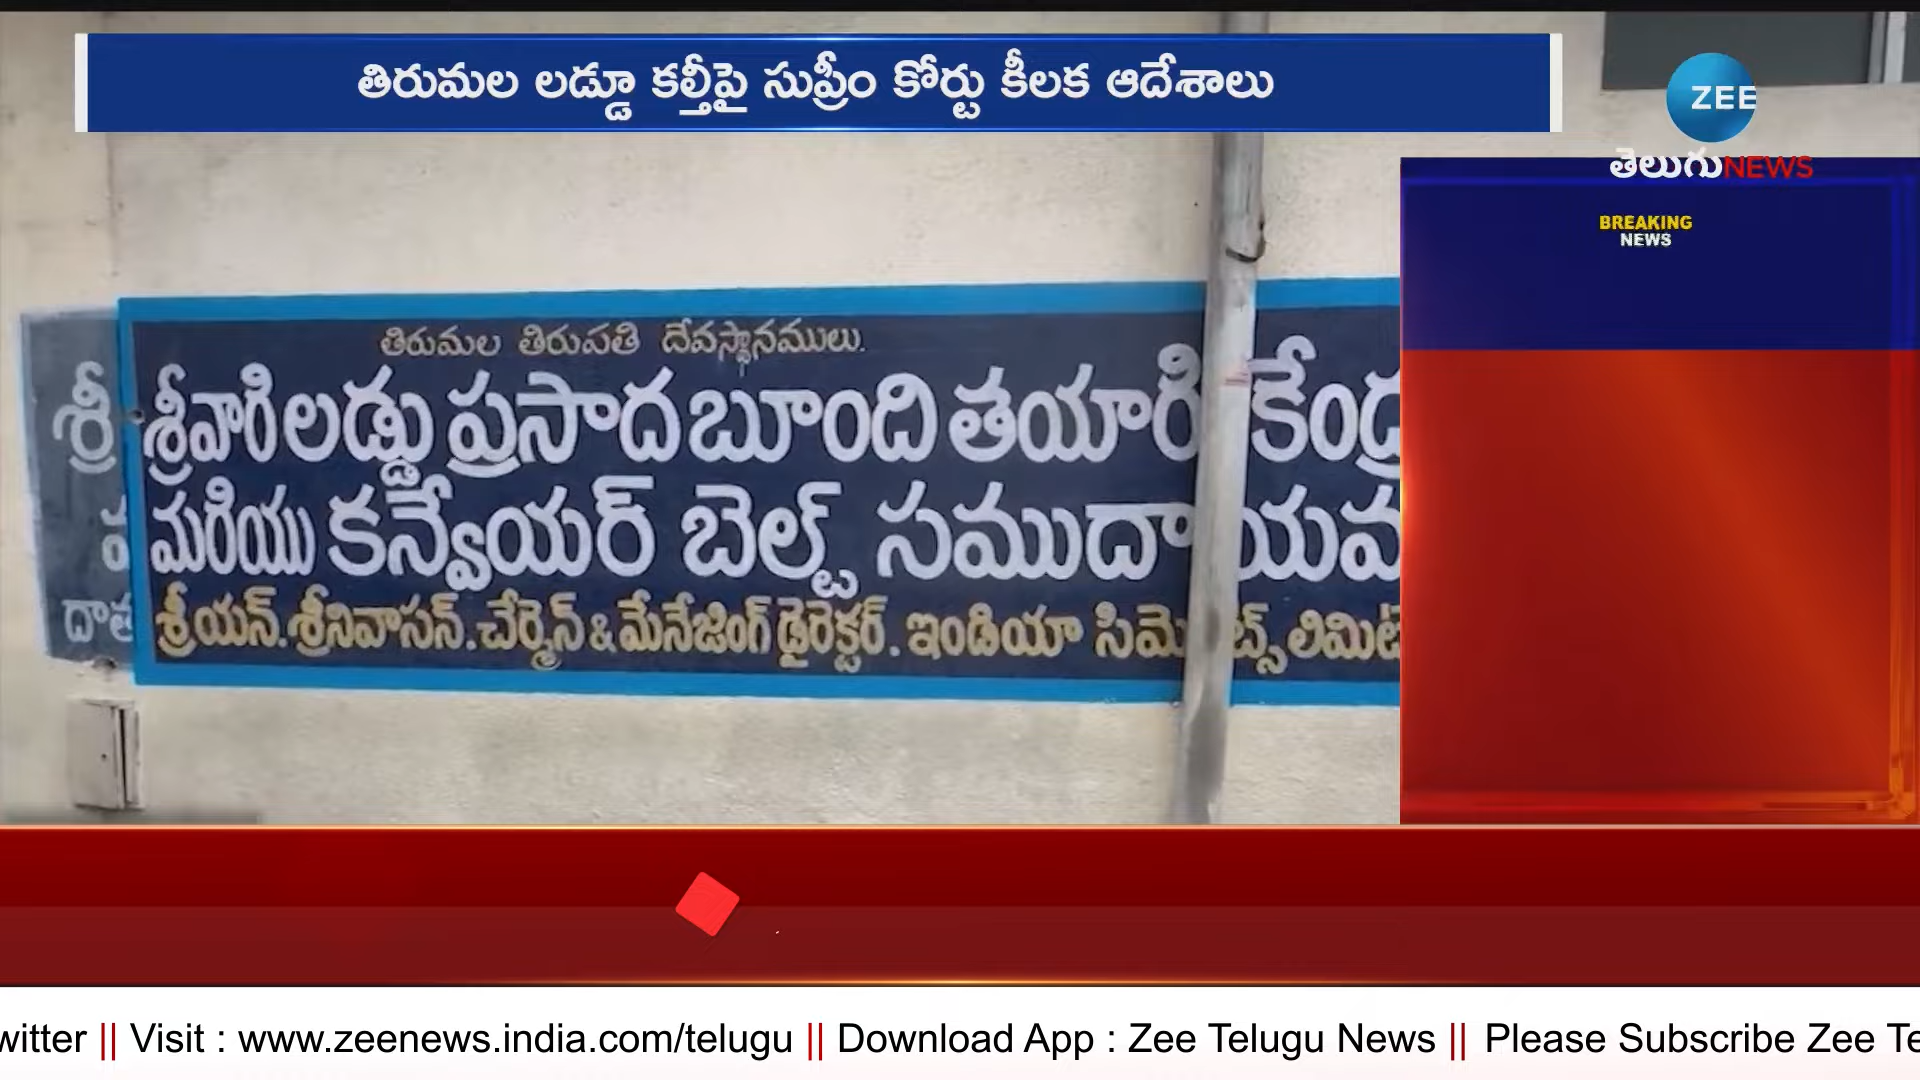 తిరుమల లడ్డూ కల్తీపై సుప్రీం కోర్టు కీలక ఆదేశాలు
ZEE
తెలుగు NEWS
BREAKING
NEWS
తిరుమల తిరుపతి దేవస్థానములు.
శ్రీవారి లడ్డు ప్రసాద బూంది తయారి కేంద్ర
మరియు కన్వేయర్ బెల్ట్ సముదాయమ
శ్రీ యన్. శ్రీనివాసన్. చేర్మెన్ & మేనేజింగ్ డైరెక్టర్. ఇండియా సిమెంట్స్ లిమిటె
శ్రీ
దాత
witter || Visit : www.zeenews.india.com/telugu || Download App : Zee Telugu News || Please Subscribe Zee Te